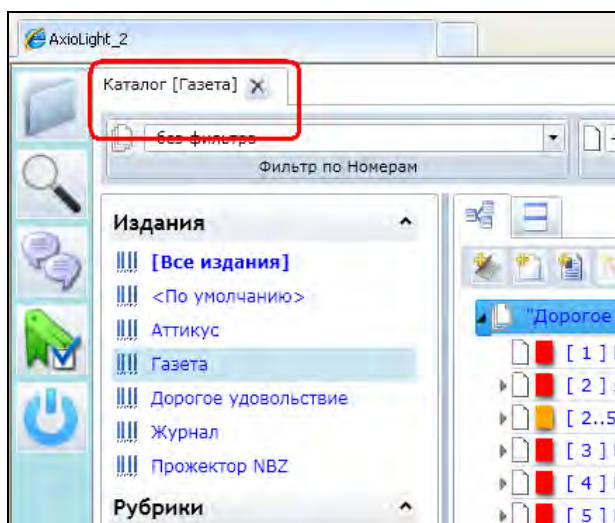 AxioLight_2
Каталог [Газета]
без фильтра
Фильтр по Номерам
Издания
[Все издания]
<По умолчанию>
Аттикус
Газета
Дорогое удовольствие
Журнал
Прожектор NBZ
Рубрики
"Дорогое
[ 1 ]
[ 2 ]
[ 2..5
[ 3 ]
[ 4 ]
[ 5 ]